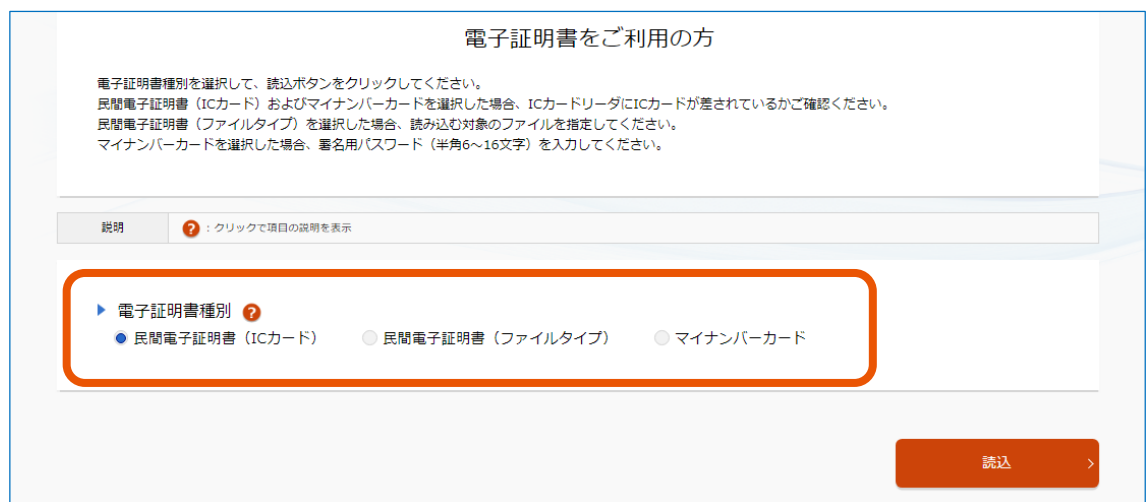 電子証明書をご利用の方
電子証明書種別を選択して、読込ボタンをクリックしてください。
民間電子証明書（ICカード）およびマイナンバーカードを選択した場合、ICカードリーダにICカードが差されているかご確認ください。
民間電子証明書（ファイルタイプ）を選択した場合、読み込む対象のファイルを指定してください。
マイナンバーカードを選択した場合、署名用パスワード（半角6～16文字）を入力してください。
説明 ?：クリックで項目の説明を表示
電子証明書種別 ?
民間電子証明書（ICカード） 民間電子証明書（ファイルタイプ） マイナンバーカード
読込